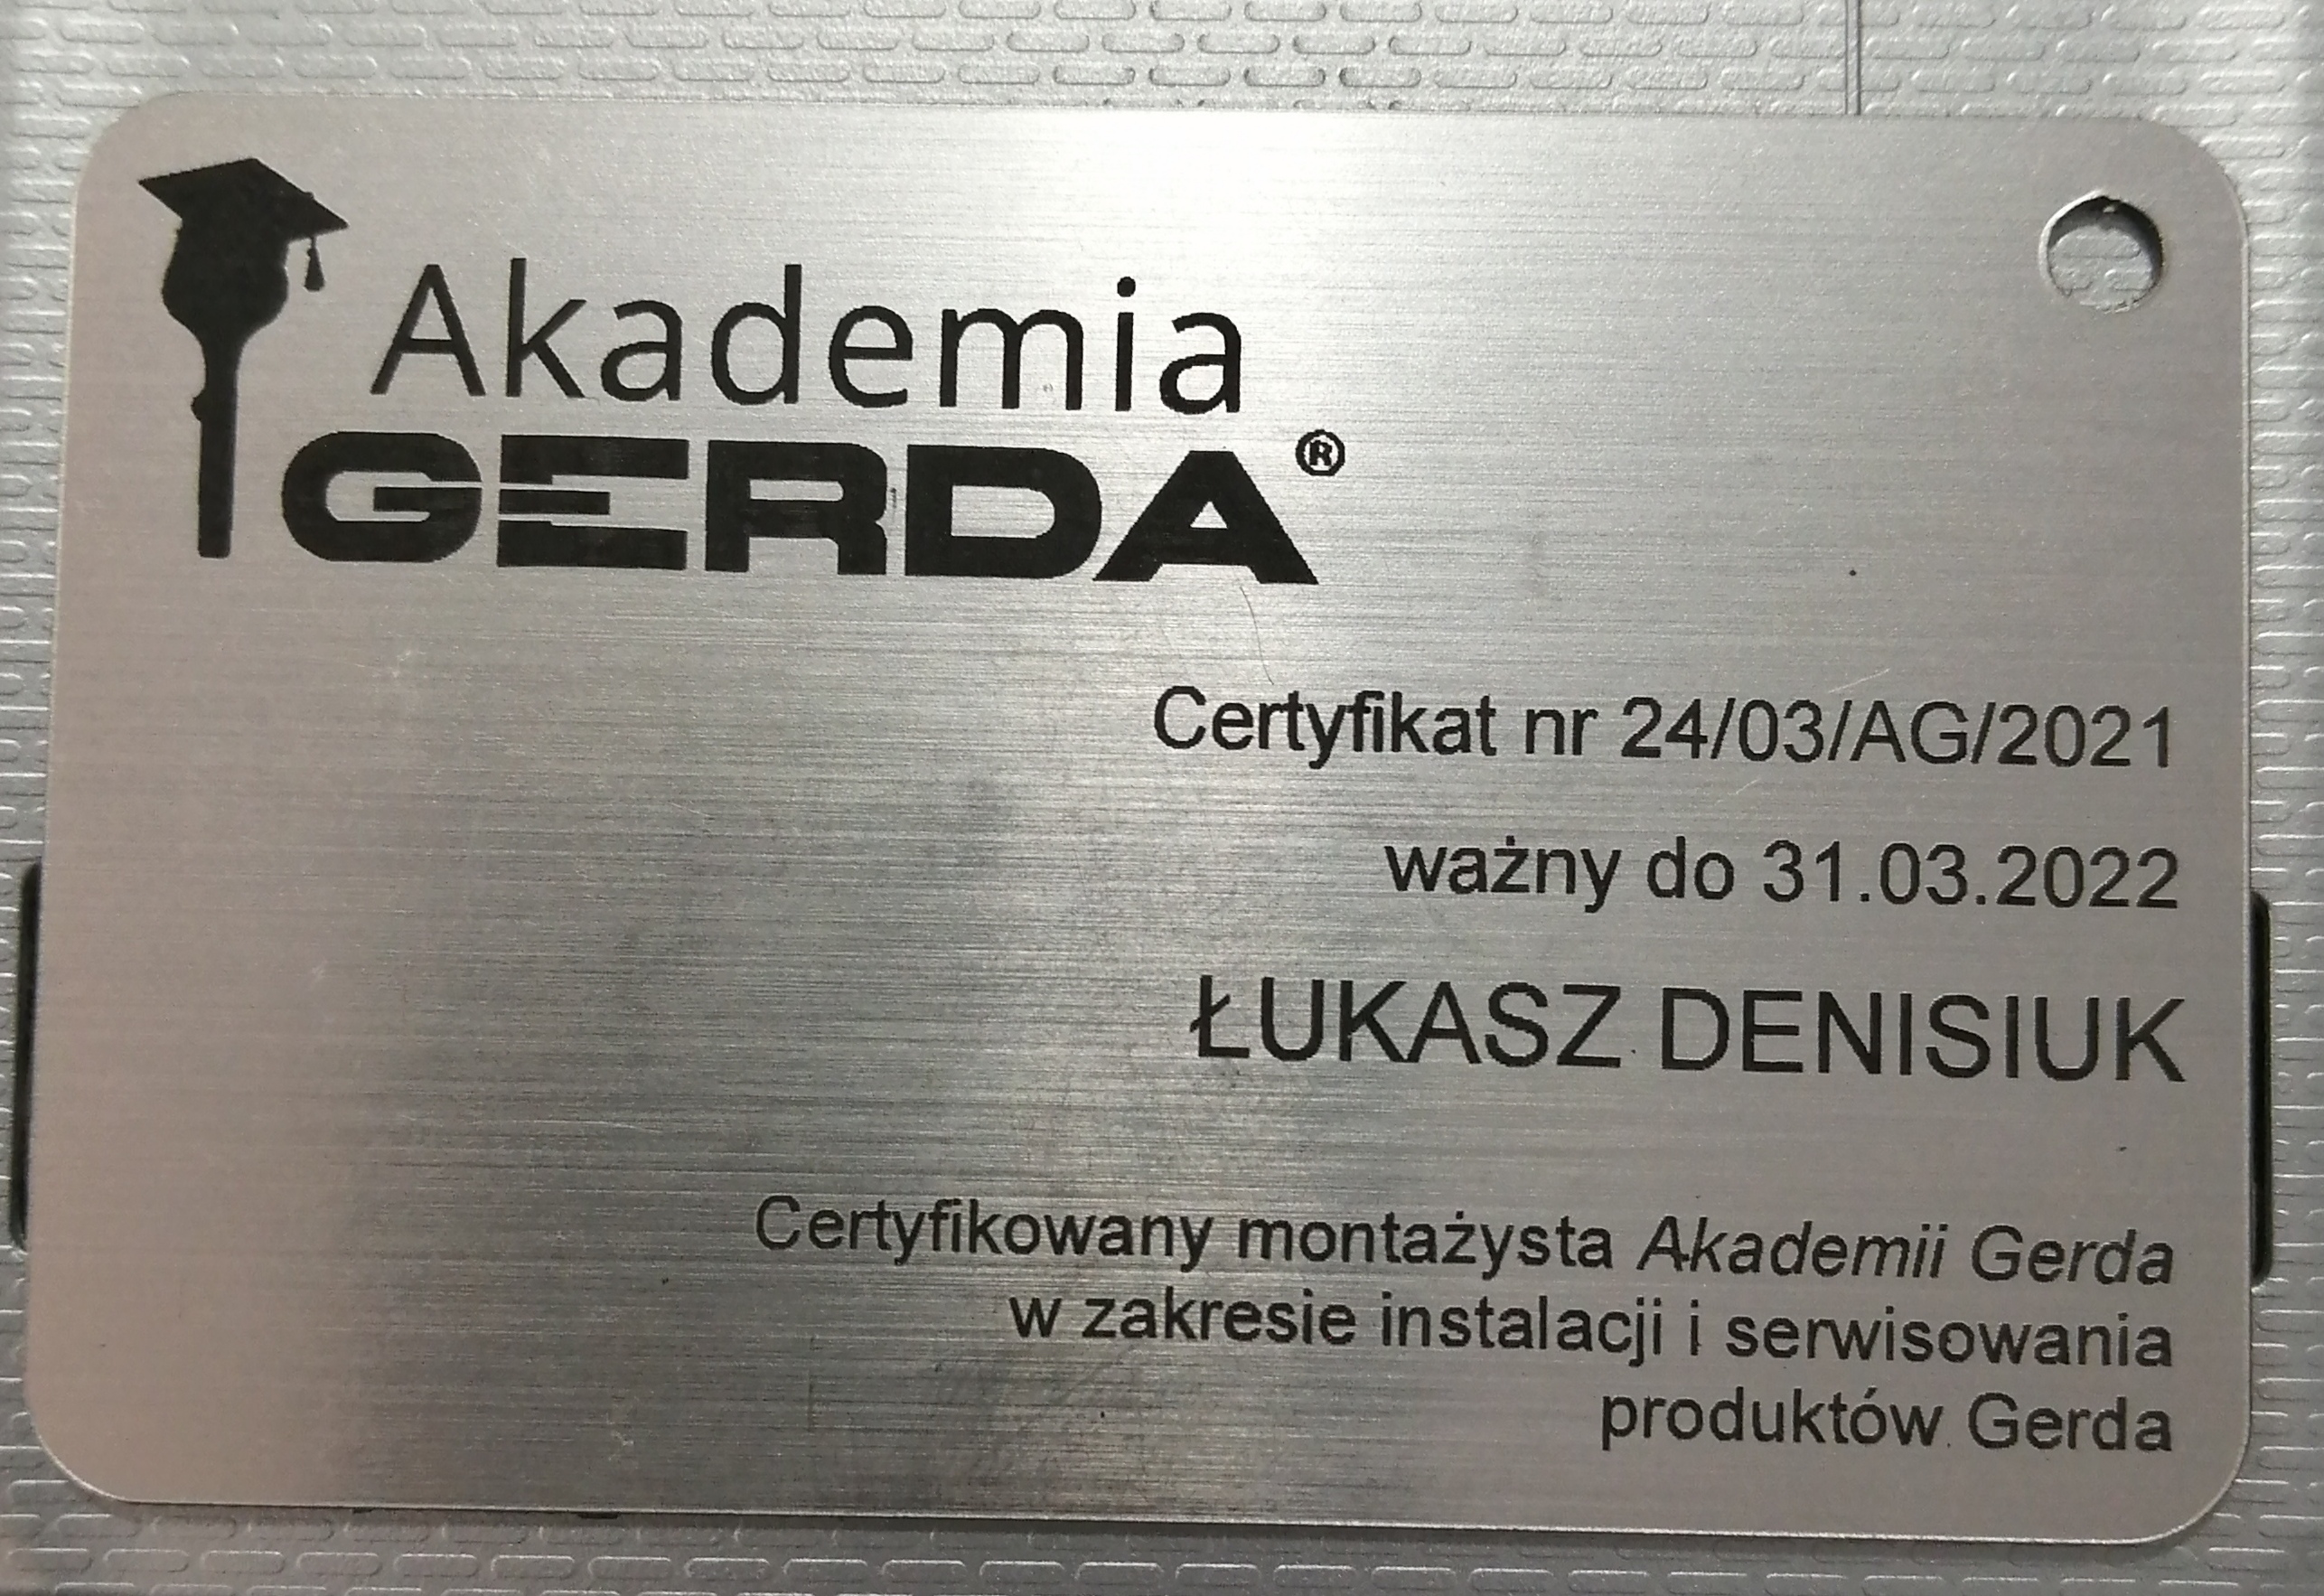 Akademia
GERDA®
Certyfikat nr 24/03/AG/2021
ważny do 31.03.2022
ŁUKASZ DENISIUK
Certyfikowany montażysta Akademii Gerda
w zakresie instalacji i serwisowania
produktów Gerda